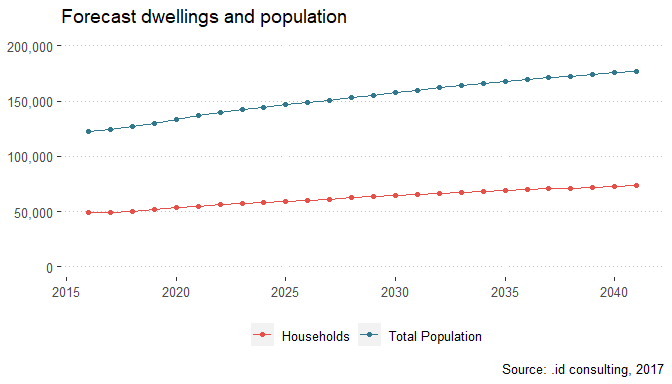 Forecast dwellings and population
200,000
150,000
100,000
50,000
0
2015 2020 2025 2030 2035 2040
Households Total Population
Source: .id consulting, 2017